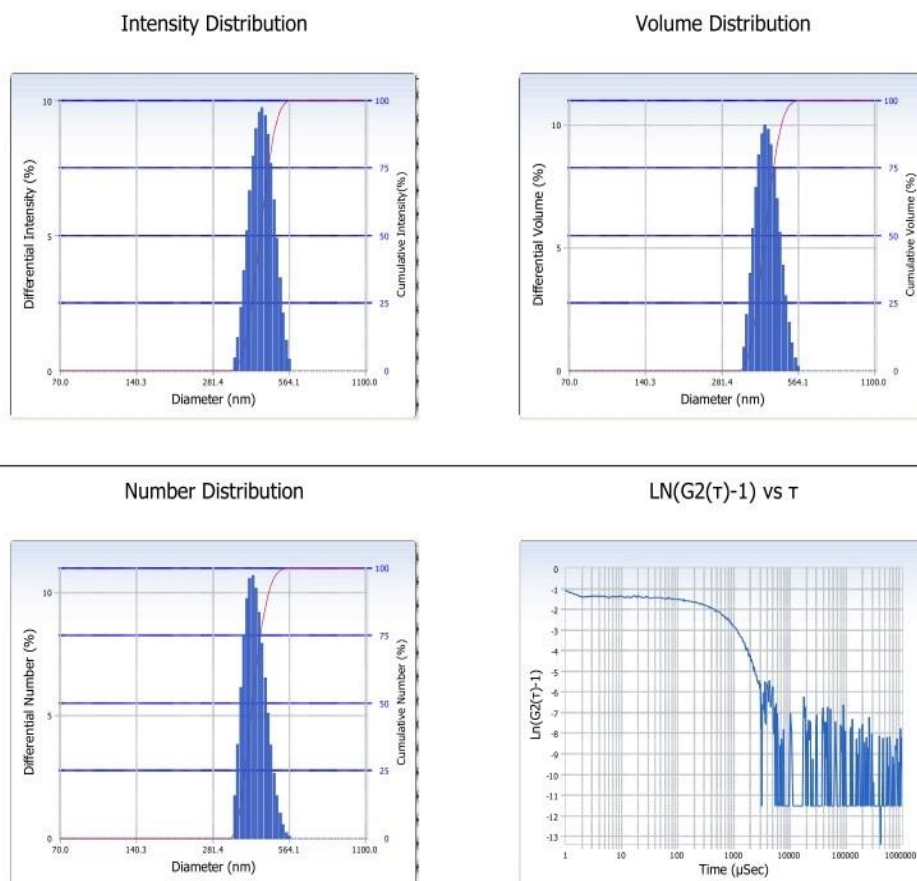 Intensity Distribution
Volume Distribution
Differential Intensity (%)
10
5
0
100
75
50
25
0
Cumulative Intensity(%)
70.0 140.3 281.4 564.1 1100.0
Diameter (nm)
Differential Volume (%)
10
5
0
100
75
50
25
0
Cumulative Volume (%)
70.0 140.3 281.4 564.1 1100.0
Diameter (nm)
Number Distribution
LN(G2(τ)-1) vs τ
Differential Number (%)
10
5
0
100
75
50
25
0
Cumulative Number (%)
70.0 140.3 281.4 564.1 1100.0
Diameter (nm)
Ln(G2(τ)-1)
0
-1
-2
-4
-5
-6
-7
-8
-9
-10
-11
-12
-13
1 10 100 1000 10000 100000 1000000
Time (µSec)